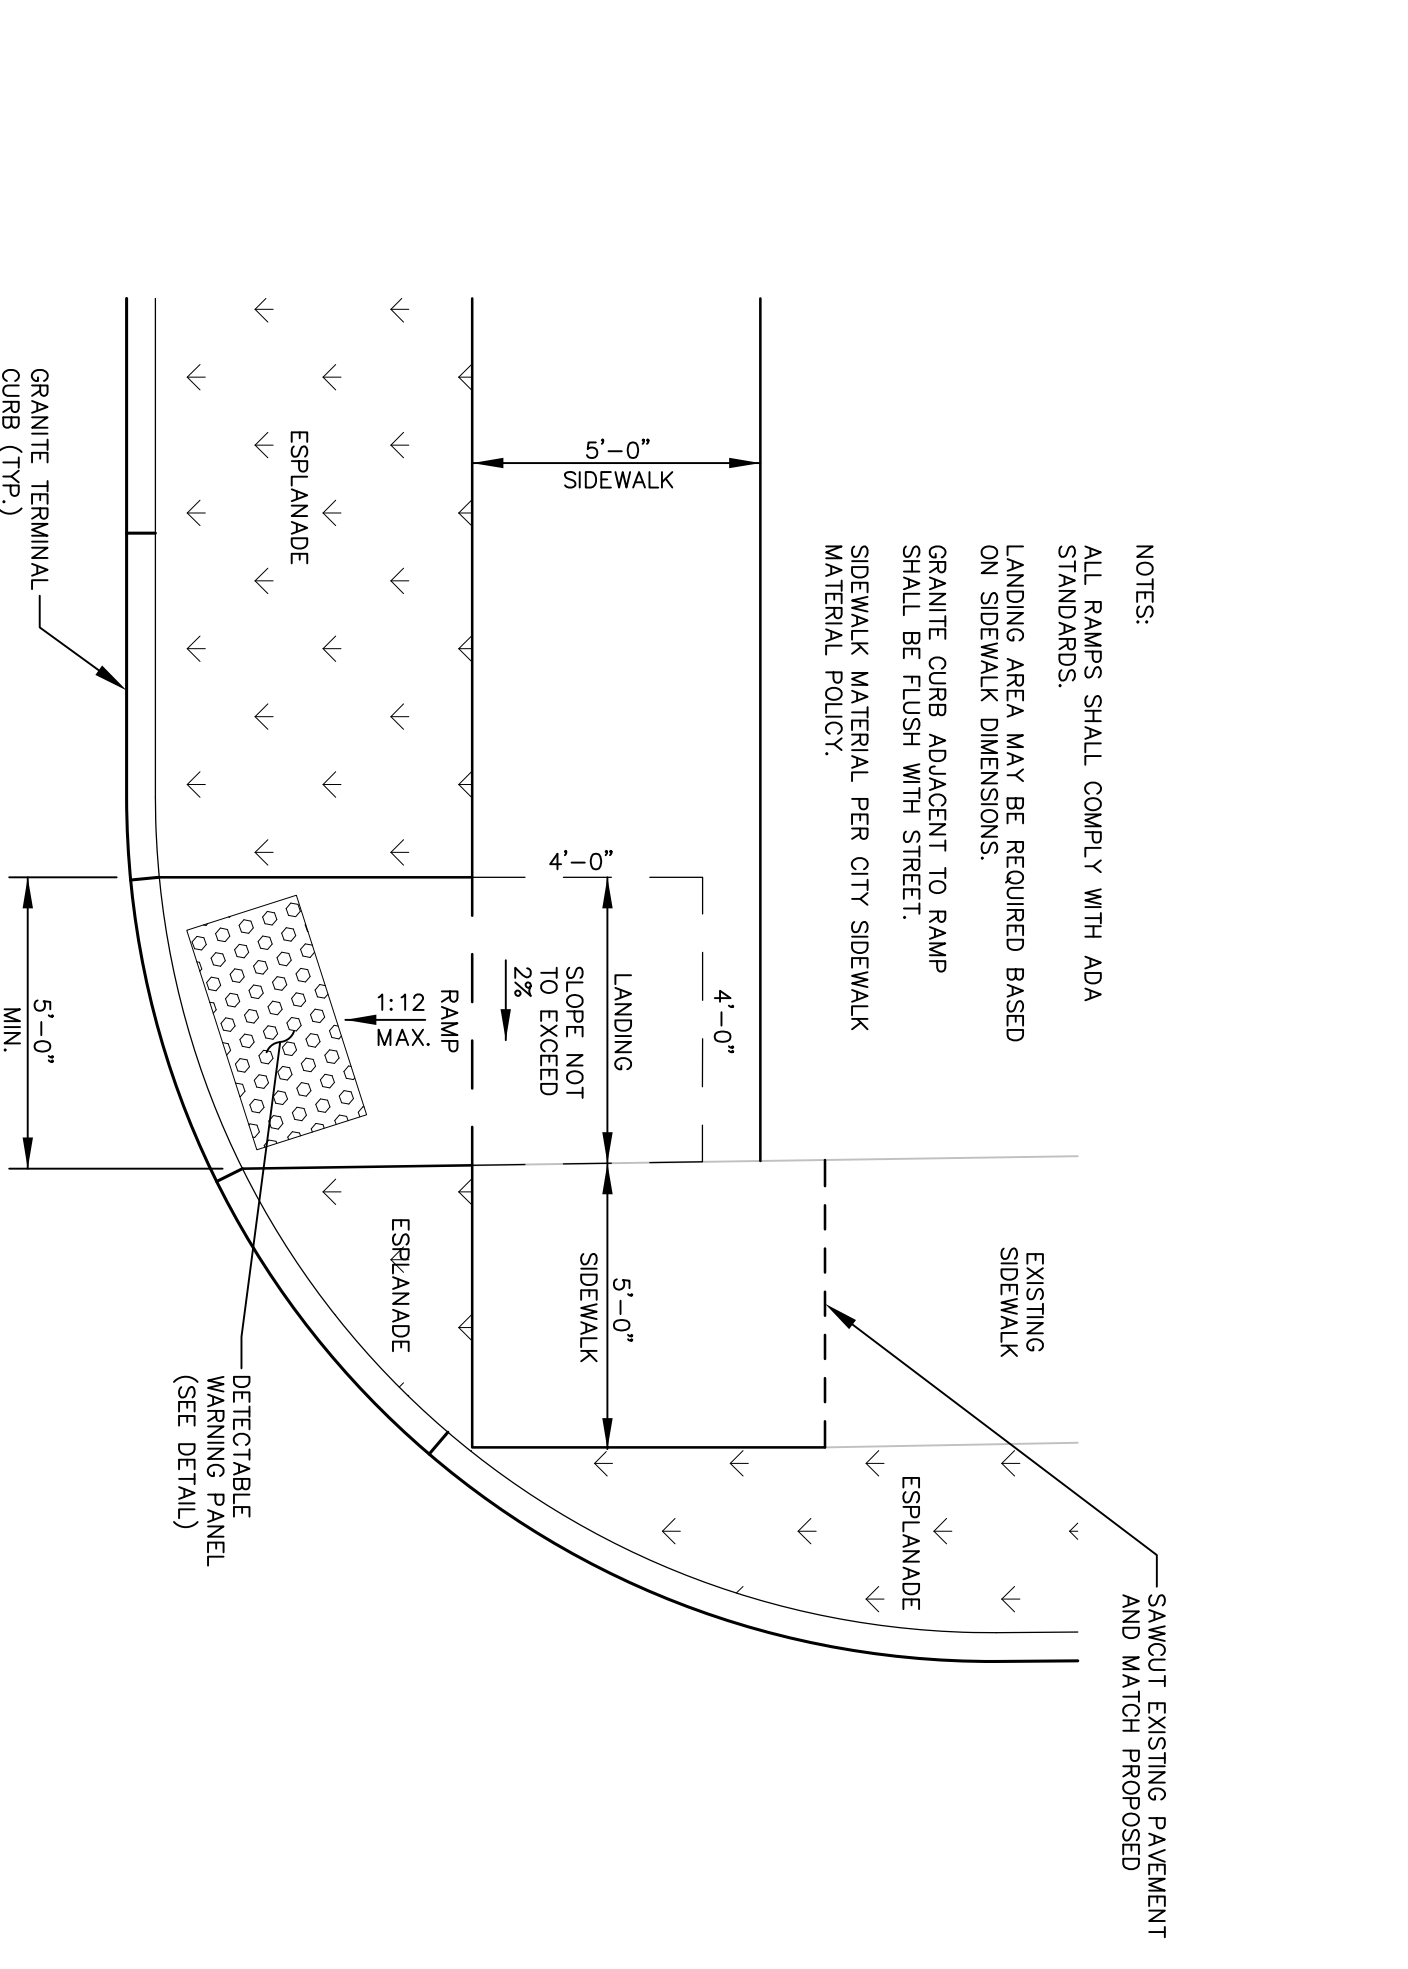 NOTES:
ALL RAMPS SHALL COMPLY WITH ADA
STANDARDS.
LANDING AREA MAY BE REQUIRED BASED
ON SIDEWALK DIMENSIONS.
GRANITE CURB ADJACENT TO RAMP
SHALL BE FLUSH WITH STREET.
SIDEWALK MATERIAL PER CITY SIDEWALK
MATERIAL POLICY.
SAWCUT EXISTING PAVEMENT
AND MATCH PROPOSED
EXISTING
SIDEWALK
ESPLANADE
5'-0"
SIDEWALK
4'-0"
4'-0"
LANDING
SLOPE NOT
TO EXCEED
2%
5'-0"
SIDEWALK
RAMP
1:12
MAX.
ESPLANADE
ESPLANADE
DETECTABLE
WARNING PANEL
(SEE DETAIL)
GRANITE TERMINAL
CURB (TYP.)
5'-0"
MIN.